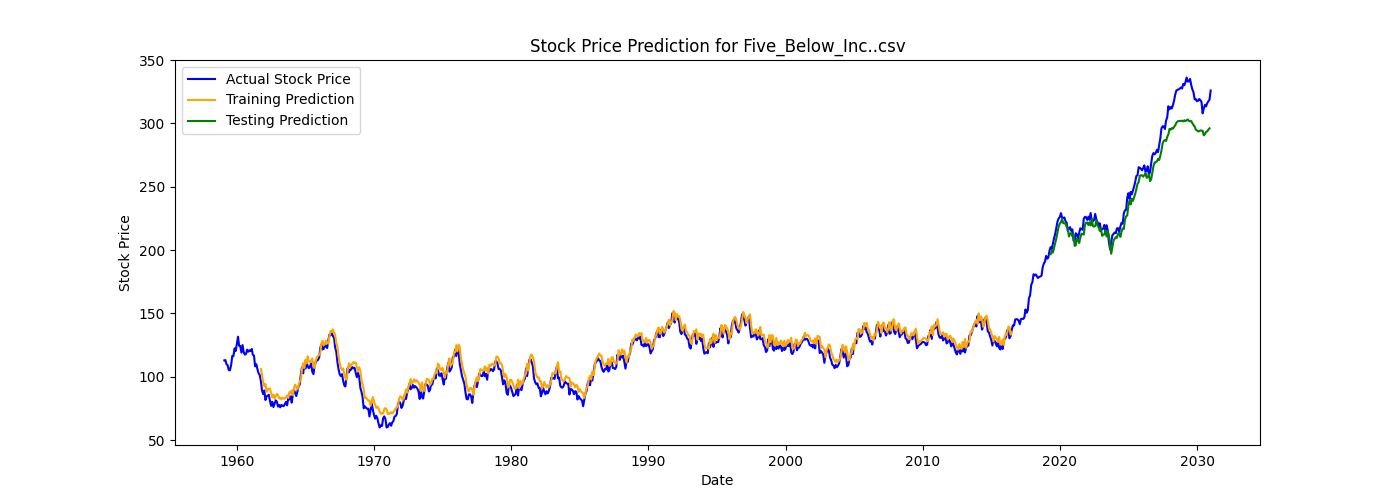 Stock Price Prediction for Five_Below_Inc..csv
350
300
250
200
150
100
50
Stock Price
Actual Stock Price
Training Prediction
Testing Prediction
1960 1970 1980 1990 2000 2010 2020 2030
Date